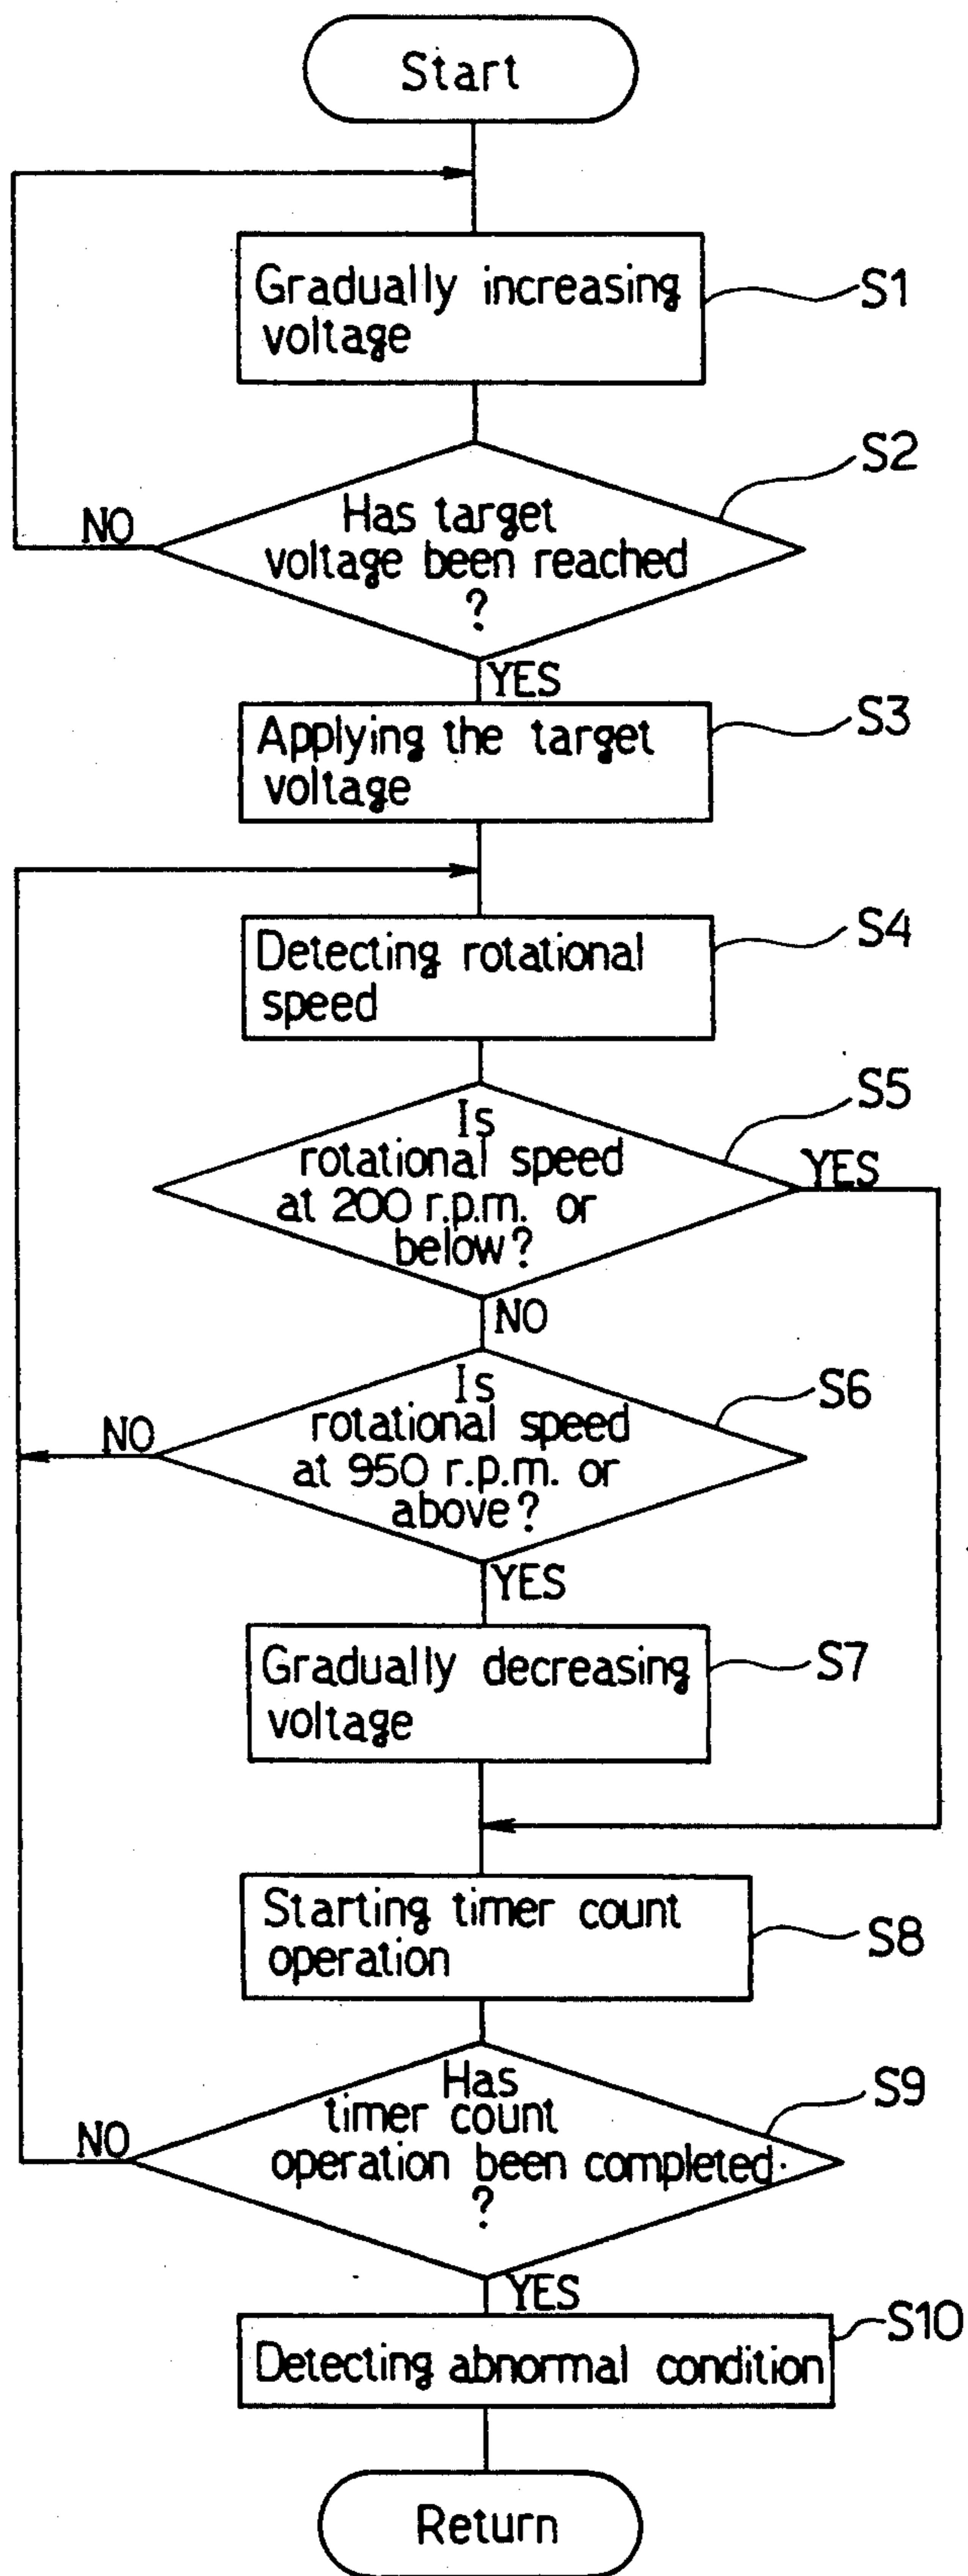 Start
Gradually increasing
voltage
S1
S2
Has target
voltage been reached
?
NO
YES
Applying the target
voltage
S3
Detecting rotational
speed
S4
S5
Is
rotational speed
at 200 r.p.m. or
below?
YES
NO
S6
Is
rotational speed
at 950 r.p.m. or
above?
NO
YES
Gradually decreasing
voltage
S7
Starting timer count
operation
S8
S9
Has
timer count
operation been completed
?
NO
YES
S10
Detecting abnormal condition
Return